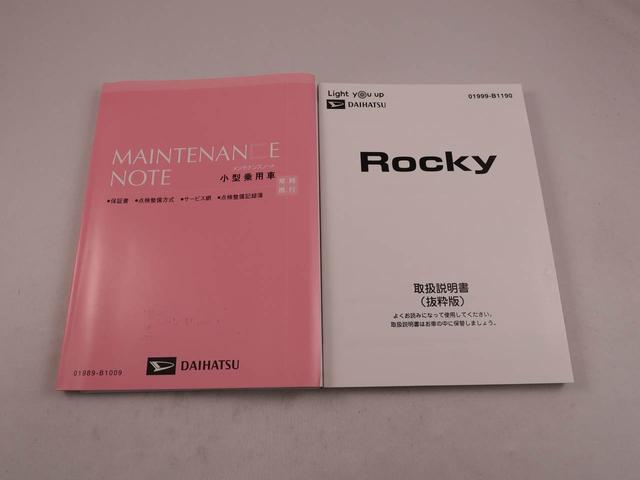 MAINTENANCE
NOTE
メンテナンスノート
小型乗用車
常時
携行
●保証書 ●点検整備方式 ●サービス網 ●点検整備記録簿
01989-B1009
DAIHATSU
Light you up
DAIHATSU
01999-B1190
Rocky
取扱説明書
（抜粋版）
よくお読みになって使用してください。
取扱説明書はお車の中に保管しましょう。